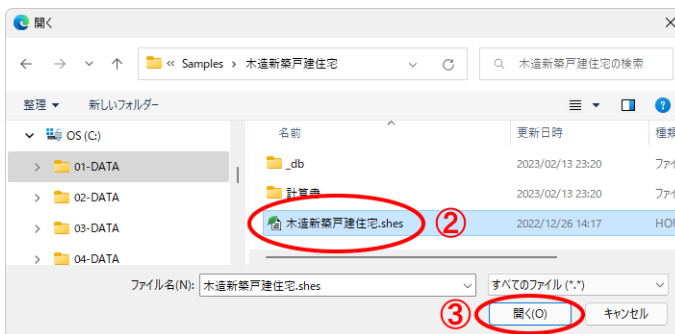 開く
« Samples › 木造新築戸建住宅
木造新築戸建住宅の検索
整理 新しいフォルダー
名前 更新日時 種類
OS (C:)
01-DATA
02-DATA
03-DATA
04-DATA
_db 2023/02/13 23:20 ファイ
計算書 2023/02/13 23:20 ファイ
木造新築戸建住宅.shes ② 2022/12/26 14:17 HOU
ファイル名(N): 木造新築戸建住宅.shes すべてのファイル (*.*)
③ 開く(O) キャンセル